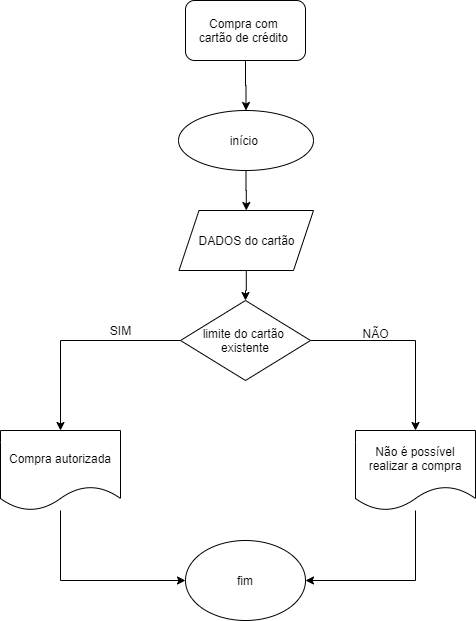 Compra com
cartão de crédito
início
DADOS do cartão
limite do cartão
existente
SIM
NÃO
Compra autorizada
Não é possível
realizar a compra
fim